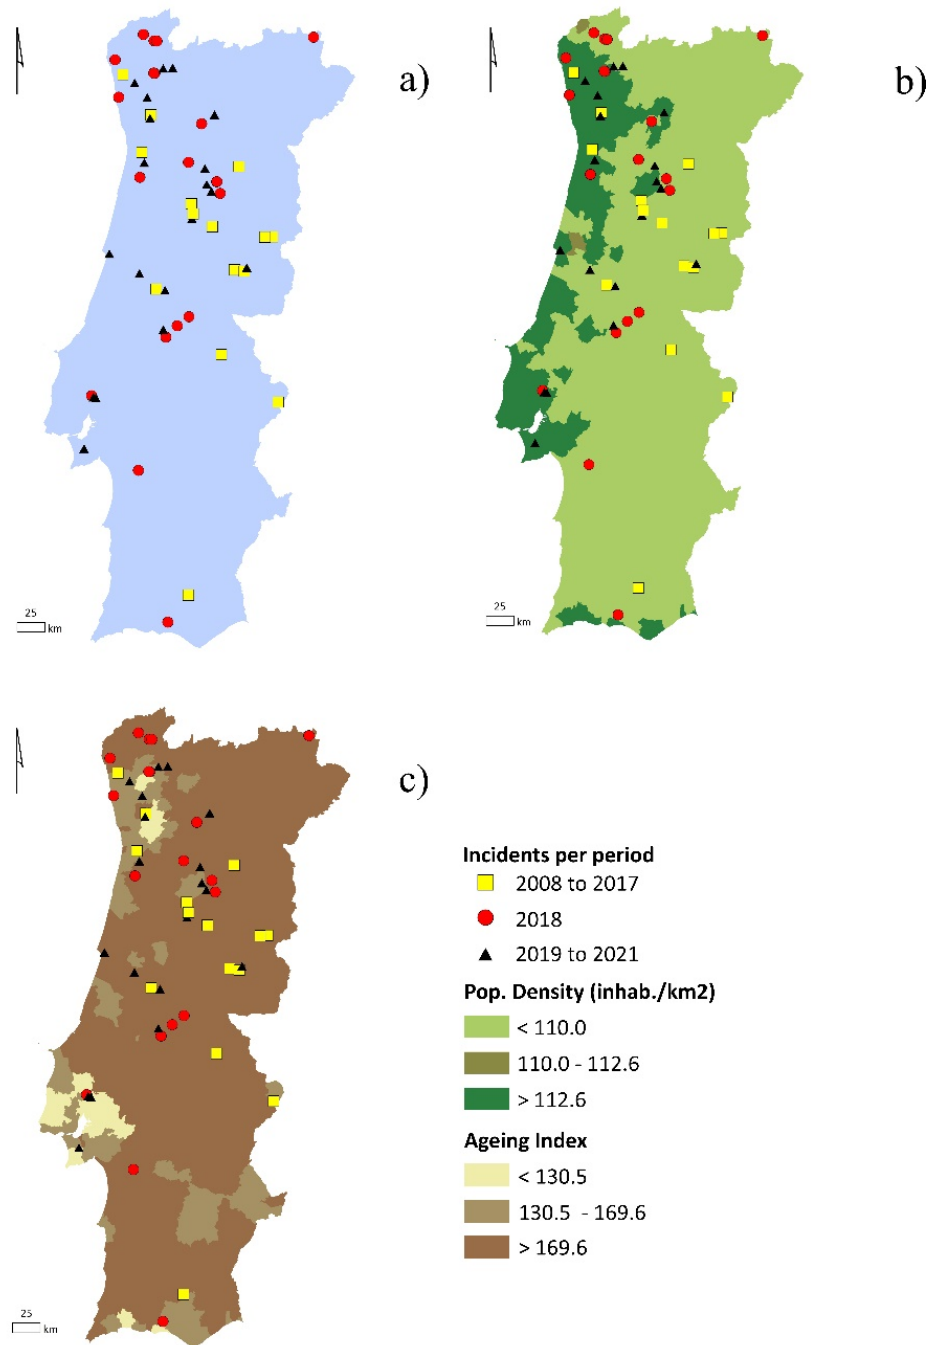 a)
b)
25
km
25
km
c)
Incidents per period
2008 to 2017
2018
2019 to 2021
Pop. Density (inhab./km2)
< 110.0
110.0 - 112.6
> 112.6
Ageing Index
< 130.5
130.5 - 169.6
> 169.6
25
km